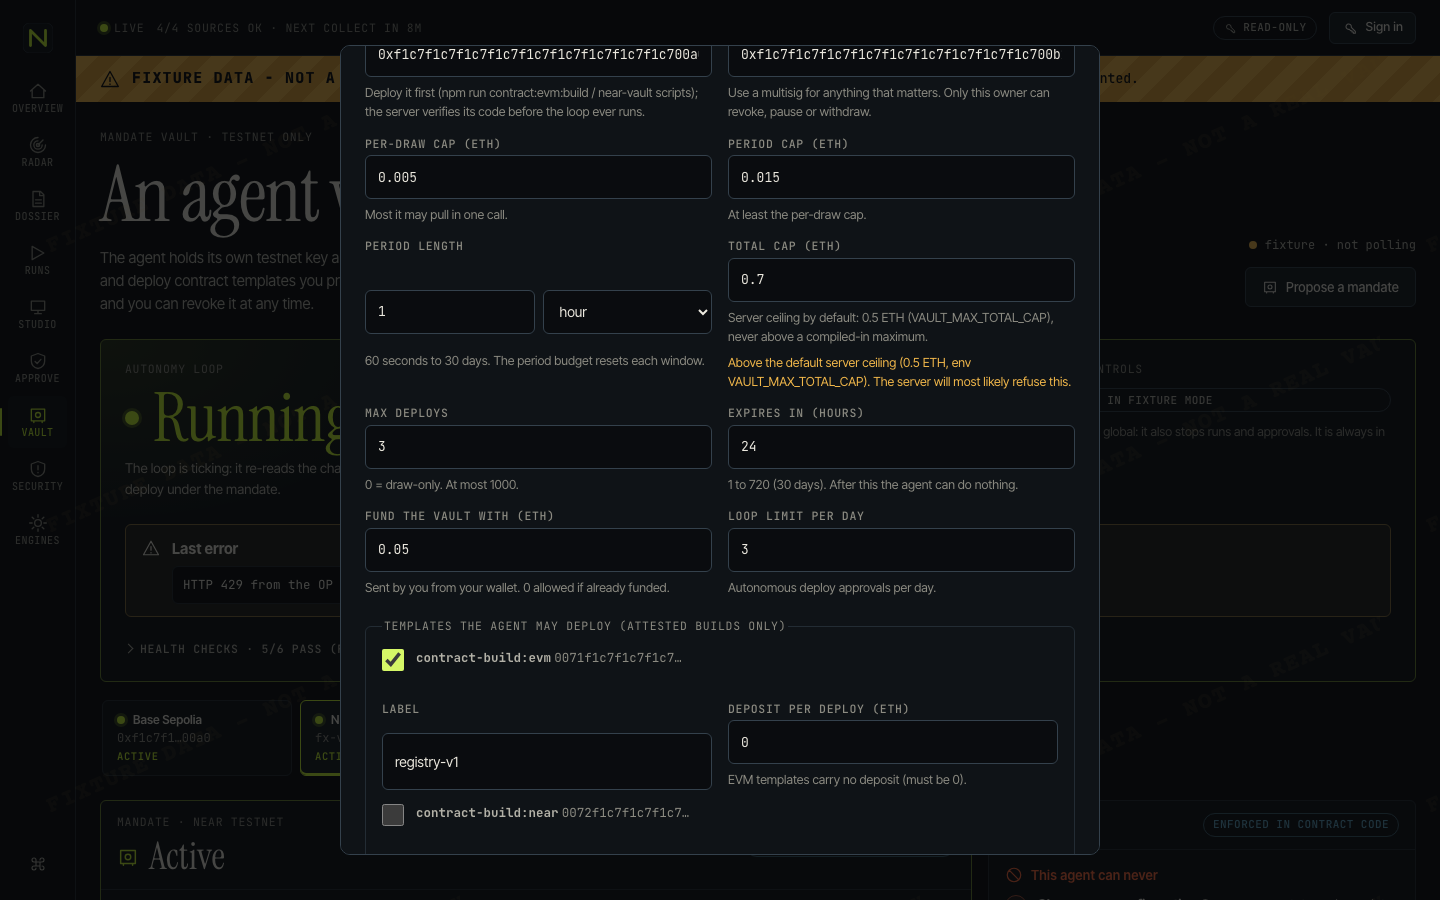 LIVE 4/4 SOURCES OK · NEXT COLLECT IN 8M
READ-ONLY
Sign in
FIXTURE DATA - NOT A
nted.
OVERVIEW
RADAR
DOSSIER
RUNS
STUDIO
APPROVE
VAULT
SECURITY
ENGINES
MANDATE VAULT · TESTNET ONLY
An agent
The agent holds its own testnet key a
and deploy contract templates you pr
and you can revoke it at any time.
fixture · not polling
Propose a mandate
AUTONOMY LOOP
Running
The loop is ticking: it re-reads the cha
deploy under the mandate.
Last error
HTTP 429 from the OP
HEALTH CHECKS · 5/6 PASS
NTROLS
IN FIXTURE MODE
global: it also stops runs and approvals. It is always in
Base Sepolia
0xf1c7f1…00a0
ACTIVE
MANDATE · NEAR TESTNET
Active
ENFORCED IN CONTRACT CODE
This agent can never
0xf1c7f1c7f1c7f1c7f1c7f1c7f1c7f1c7f1c700a
0xf1c7f1c7f1c7f1c7f1c7f1c7f1c7f1c7f1c700b
Deploy it first (npm run contract:evm:build / near-vault scripts);
the server verifies its code before the loop ever runs.
Use a multisig for anything that matters. Only this owner can
revoke, pause or withdraw.
PER-DRAW CAP (ETH)
0.005
Most it may pull in one call.
PERIOD CAP (ETH)
0.015
At least the per-draw cap.
PERIOD LENGTH
1
hour
60 seconds to 30 days. The period budget resets each window.
TOTAL CAP (ETH)
0.7
Server ceiling by default: 0.5 ETH (VAULT_MAX_TOTAL_CAP),
never above a compiled-in maximum.
Above the default server ceiling (0.5 ETH, env
VAULT_MAX_TOTAL_CAP). The server will most likely refuse this.
MAX DEPLOYS
3
0 = draw-only. At most 1000.
EXPIRES IN (HOURS)
24
1 to 720 (30 days). After this the agent can do nothing.
FUND THE VAULT WITH (ETH)
0.05
Sent by you from your wallet. 0 allowed if already funded.
LOOP LIMIT PER DAY
3
Autonomous deploy approvals per day.
TEMPLATES THE AGENT MAY DEPLOY (ATTESTED BUILDS ONLY)
contract-build:evm 0071f1c7f1c7f1c7…
LABEL
registry-v1
DEPOSIT PER DEPLOY (ETH)
0
EVM templates carry no deposit (must be 0).
contract-build:near 0072f1c7f1c7f1c7…